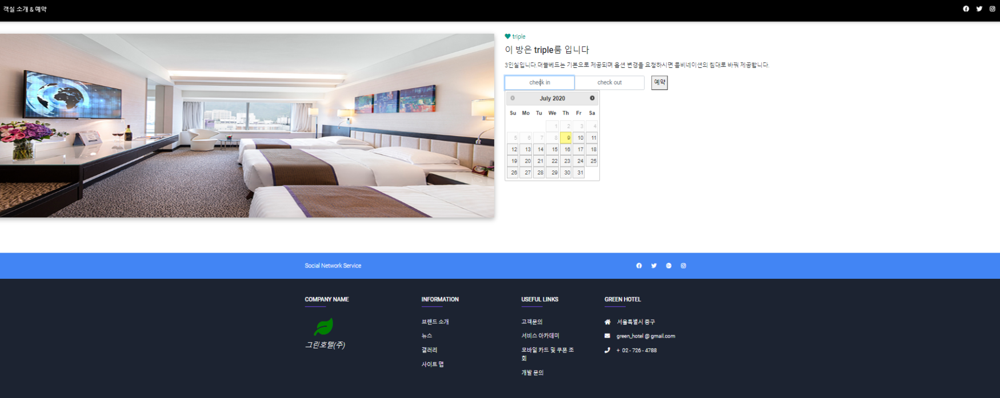 객실 소개 & 예약
triple
이 방은 triple룸 입니다
3인실입니다.더블베드는 기본으로 제공되며 옵션 변경을 요청하시면 롬비네이션의 침대로 바꿔 제공합니다.
check in check out 예약
July 2020
Su Mo Tu We Th Fr Sa
1 2 3 4
5 6 7 8 9 10 11
12 13 14 15 16 17 18
19 20 21 22 23 24 25
26 27 28 29 30 31
Social Network Service
COMPANY NAME
그린호텔(주)
INFORMATION
브랜드 소개
뉴스
갤러리
사이트 맵
USEFUL LINKS
고객문의
서비스 아카데미
모바일 카드 및 쿠폰 조
회
개발 문의
GREEN HOTEL
서울특별시 중구
green_hotel @ gmail.com
+ 02 - 726 - 4788